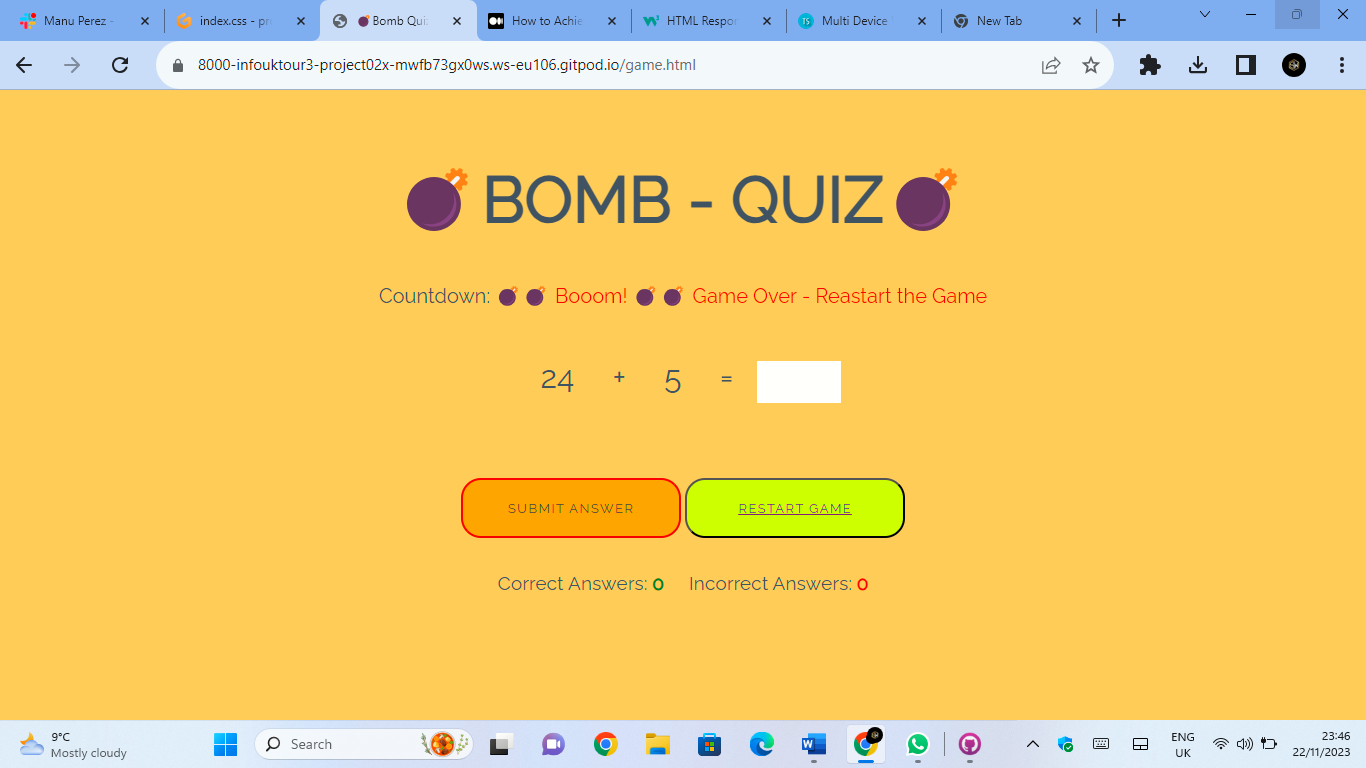 Manu Perez -
index.css - pr
Bomb Qui
How to Achie
HTML Respon
Multi Device
New Tab
8000-infouktour3-project02x-mwfb73gx0ws.ws-eu106.gitpod.io/game.html
BOMB - QUIZ
Countdown: Booom! Game Over - Reastart the Game
24 + 5 =
SUBMIT ANSWER RESTART GAME
Correct Answers: 0 Incorrect Answers: 0
9°C
Mostly cloudy
Search
ENG
UK
23:46
22/11/2023